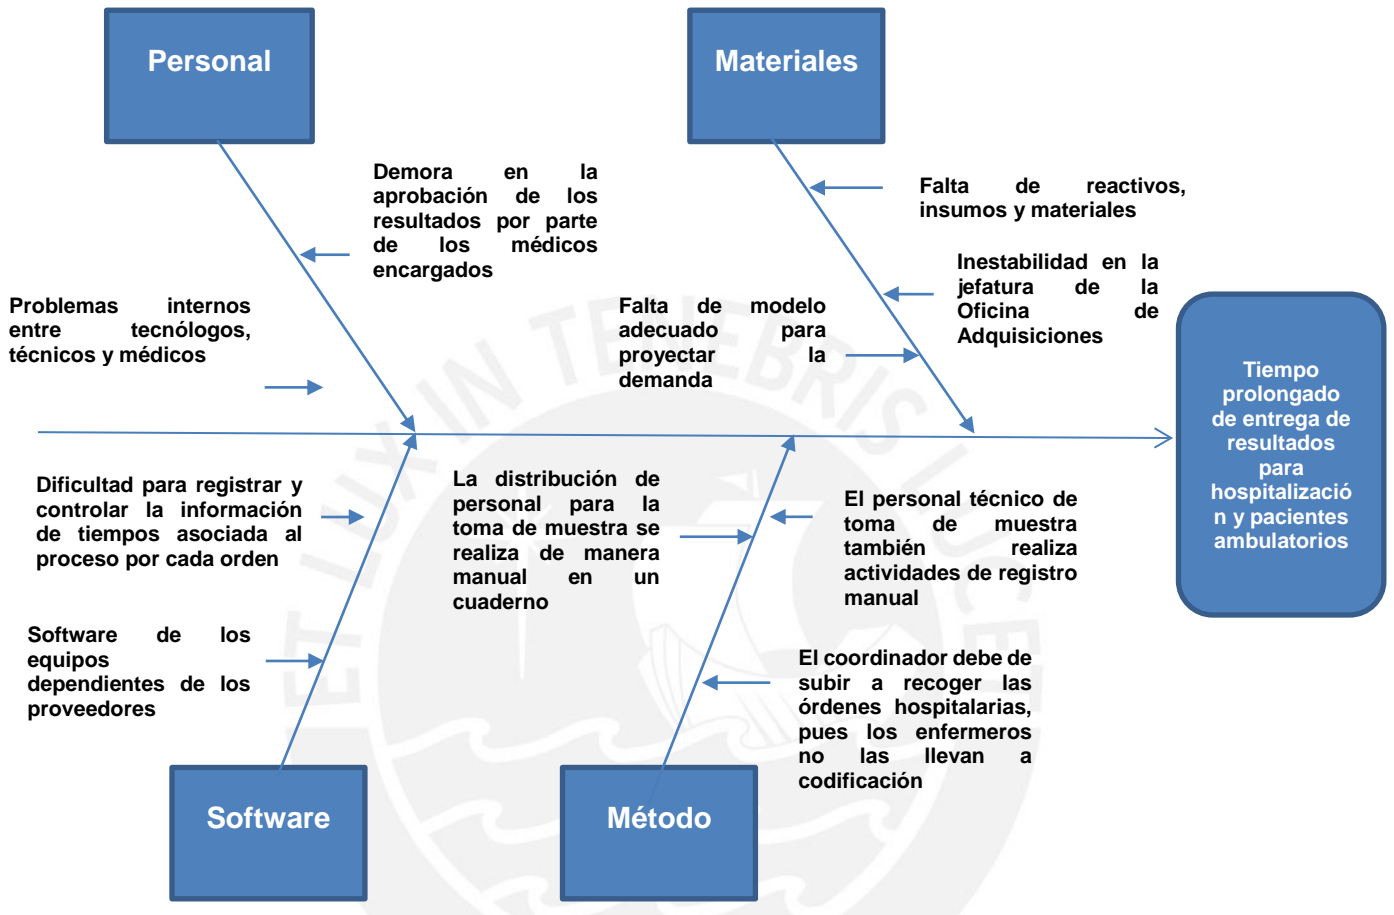 Personal
Materiales
Demora en la
aprobación de los
resultados por parte
de los médicos
encargados
Falta de reactivos,
insumos y materiales
Problemas internos
entre tecnólogos,
técnicos y médicos
Falta de modelo
adecuado para
proyectar la
demanda
Inestabilidad en la
jefatura de la
Oficina de
Adquisiciones
Tiempo
prolongado
de entrega de
resultados
para
hospitalizació
n y pacientes
ambulatorios
Dificultad para registrar y
controlar la información
de tiempos asociada al
proceso por cada orden
La distribución de
personal para la
toma de muestra se
realiza de manera
manual en un
cuaderno
El personal técnico de
toma de muestra
también realiza
actividades de registro
manual
Software de los
equipos
dependientes de los
proveedores
El coordinador debe de
subir a recoger las
órdenes hospitalarias,
pues los enfermeros
no las llevan a
codificación
Software
Método
ET LUX IN TENEBRIS LUCET